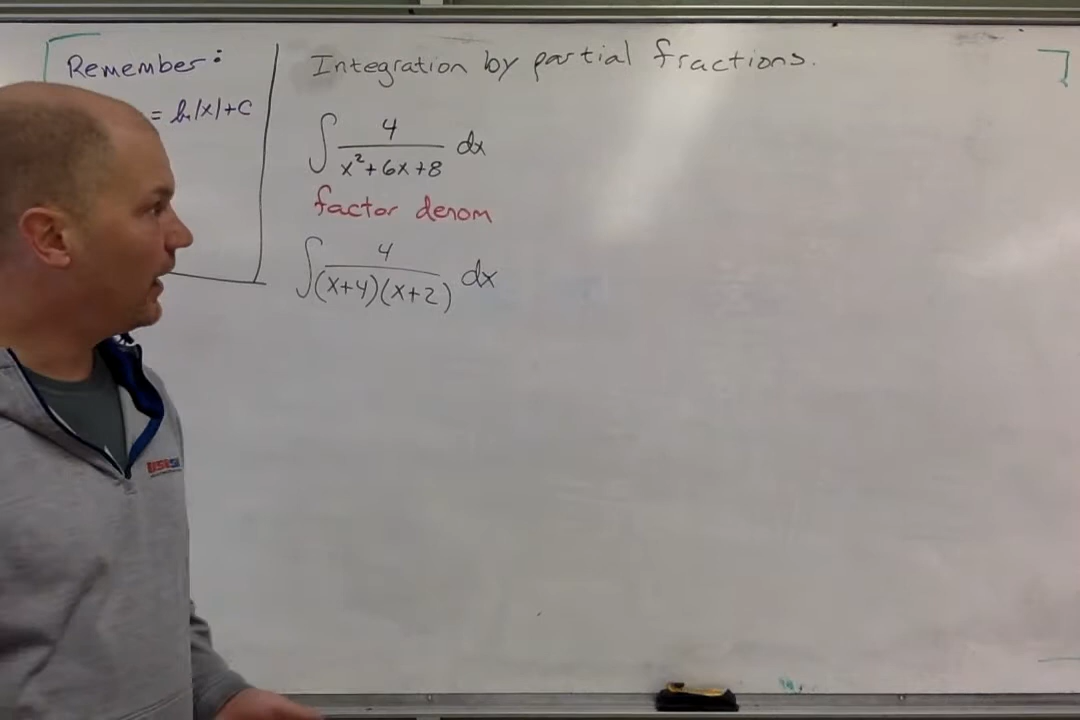 Remember:
= ln|x|+C
Integration by partial fractions.
∫ 4/(x²+6x+8) dx
factor denom
∫ 4/((x+4)(x+2)) dx